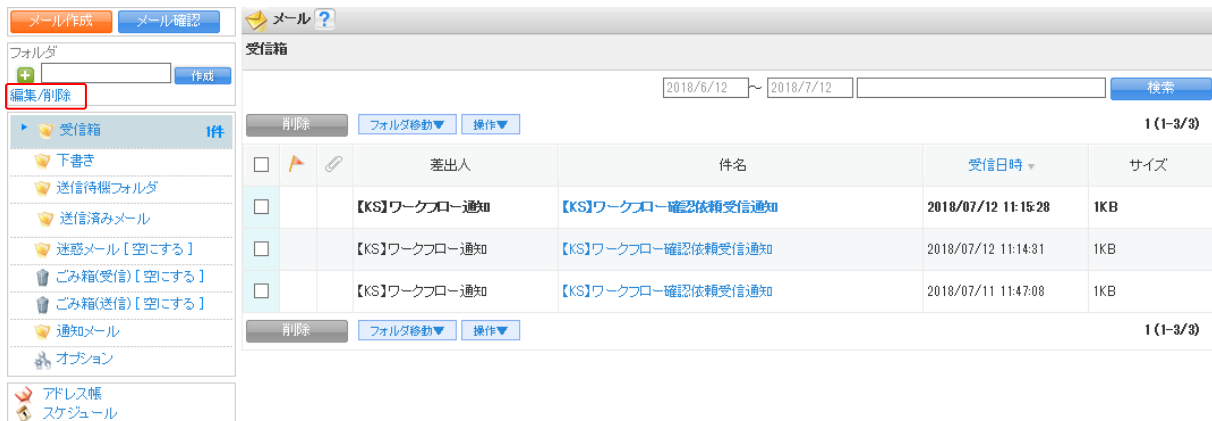 メール作成 メール確認
フォルダ
作成
編集/削除
受信箱 1件
下書き
送信待機フォルダ
送信済みメール
迷惑メール [ 空にする ]
ごみ箱(受信) [ 空にする ]
ごみ箱(送信) [ 空にする ]
通知メール
オプション
アドレス帳
スケジュール
メール ?
受信箱
2018/6/12 ～ 2018/7/12 検索
削除 フォルダ移動▼ 操作▼ 1 (1-3/3)
差出人 件名 受信日時 サイズ
【KS】ワークフロー通知 【KS】ワークフロー確認依頼受信通知 2018/07/12 11:15:28 1KB
【KS】ワークフロー通知 【KS】ワークフロー確認依頼受信通知 2018/07/12 11:14:31 1KB
【KS】ワークフロー通知 【KS】ワークフロー確認依頼受信通知 2018/07/11 11:47:08 1KB
削除 フォルダ移動▼ 操作▼ 1 (1-3/3)